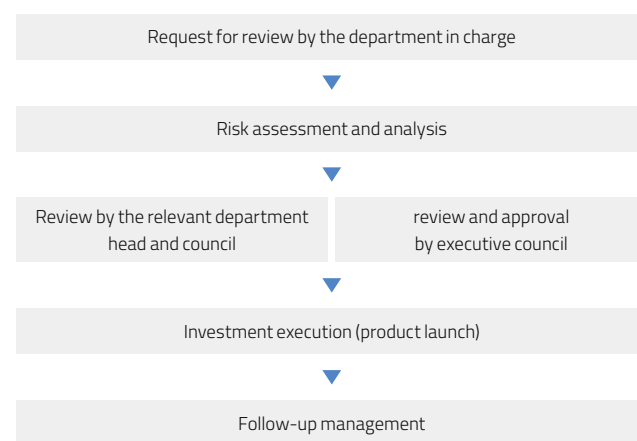 Request for review by the department in charge
Risk assessment and analysis
Review by the relevant department
head and council
review and approval
by executive council
Investment execution (product launch)
Follow-up management